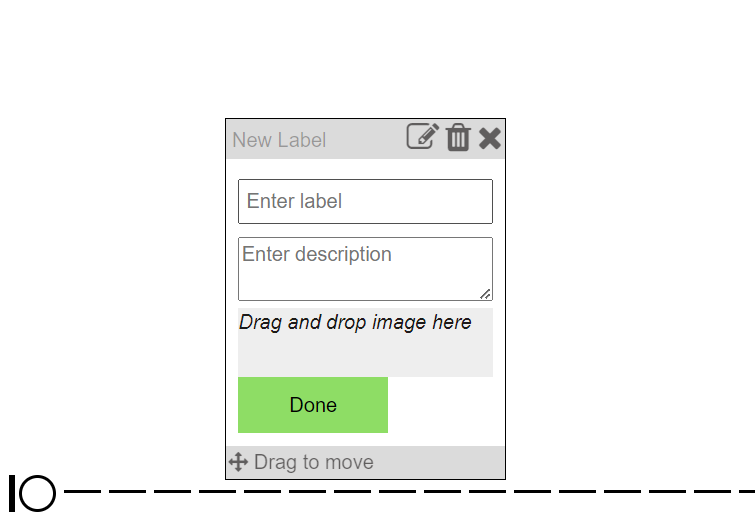 New Label
Enter label
Enter description
Drag and drop image here
Done
Drag to move